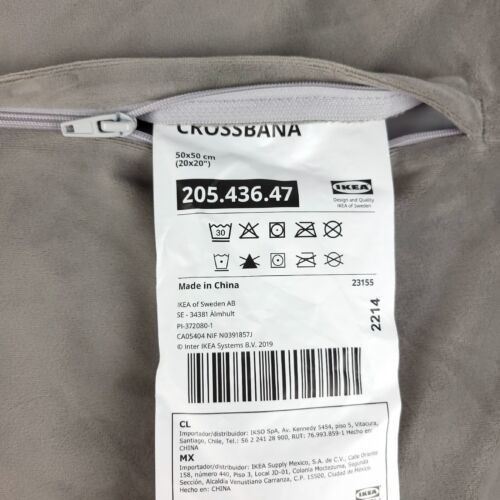 CROSSBANA
50x50 cm
(20x20")
205.436.47
IKEA
Design and Quality
IKEA of Sweden
30
Made in China
23155
IKEA of Sweden AB
SE - 34381 Älmhult
PI-372080-1
CA05404 NIF N0391857J
© Inter IKEA Systems B.V. 2019
2214
CL
Importador/distribuidor: IKSO SpA, Av. Kennedy 5454, piso 5, Vitacura,
Santiago, Chile, Tel.: 56 2 241 28 900, RUT: 76.993.859-1 Hecho en:
CHINA
MX
Importador/distribuidor: IKEA Supply Mexico, S.A. de C.V., Calle Oriente
158, número 440, Piso 3, Local JD-01, Colonia Moctezuma, Segunda
Sección, Alcaldía Venustiano Carranza, Ciudad de México Hecho en:
CHINA
IKEA